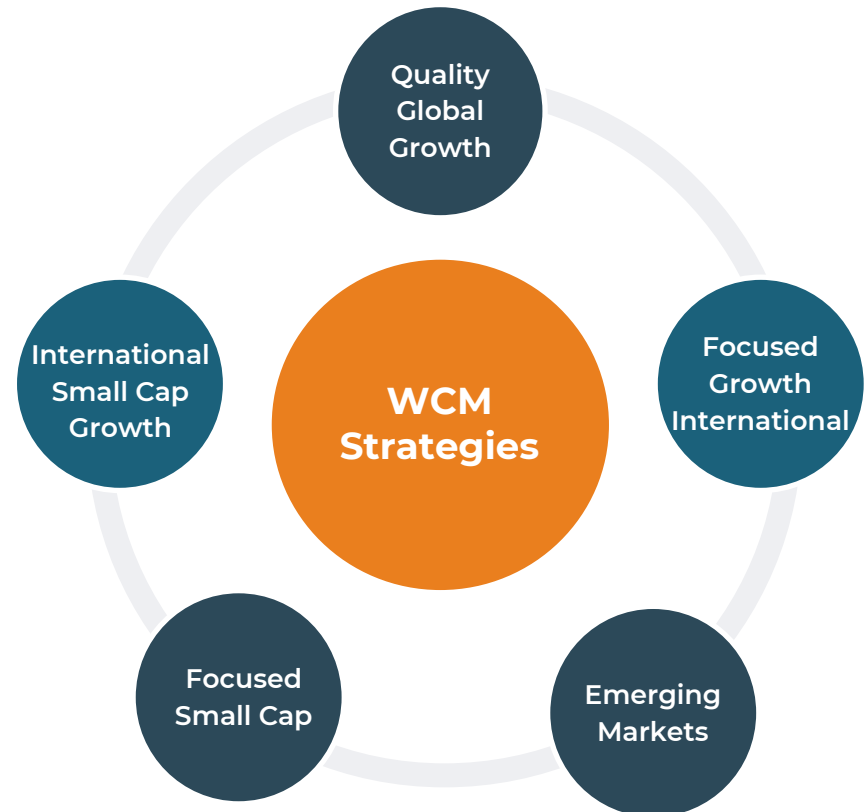 Quality
Global
Growth
International
Small Cap
Growth
Focused
Growth
International
WCM
Strategies
Focused
Small Cap
Emerging
Markets